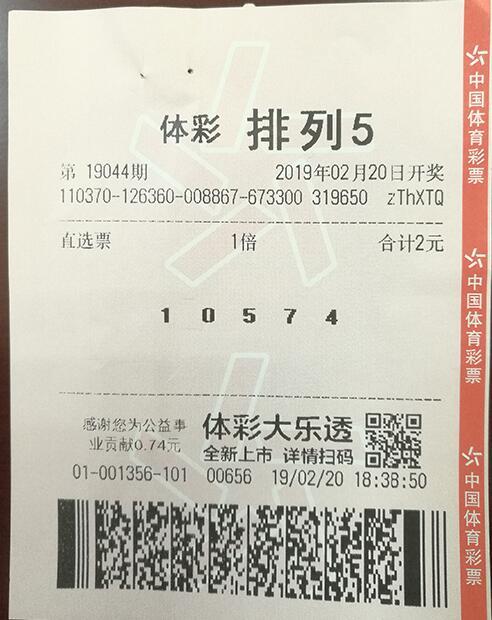 体彩 排列5
第 19044期 2019年02月20日开奖
110370-126360-008867-673300 319650 zThXTQ
直选票 1倍 合计2元
1 0 5 7 4
感谢您为公益事
业贡献0.74元
体彩大乐透
全新上市 详情扫码
01-001356-101 00656 19/02/20 18:38:50
中国体育彩票
中国体育彩票
中国体育彩票